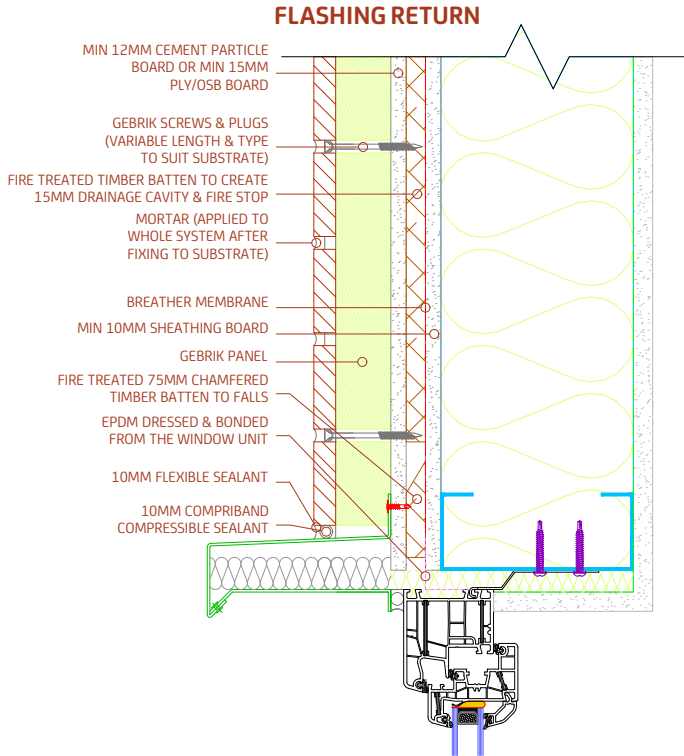 FLASHING RETURN
MIN 12MM CEMENT PARTICLE
BOARD OR MIN 15MM
PLY/OSB BOARD
GEBRIK SCREWS & PLUGS
(VARIABLE LENGTH & TYPE
TO SUIT SUBSTRATE)
FIRE TREATED TIMBER BATTEN TO CREATE
15MM DRAINAGE CAVITY & FIRE STOP
MORTAR (APPLIED TO
WHOLE SYSTEM AFTER
FIXING TO SUBSTRATE)
BREATHER MEMBRANE
MIN 10MM SHEATHING BOARD
GEBRIK PANEL
FIRE TREATED 75MM CHAMFERED
TIMBER BATTEN TO FALLS
EPDM DRESSED & BONDED
FROM THE WINDOW UNIT
10MM FLEXIBLE SEALANT
10MM COMPRIBAND
COMPRESSIBLE SEALANT